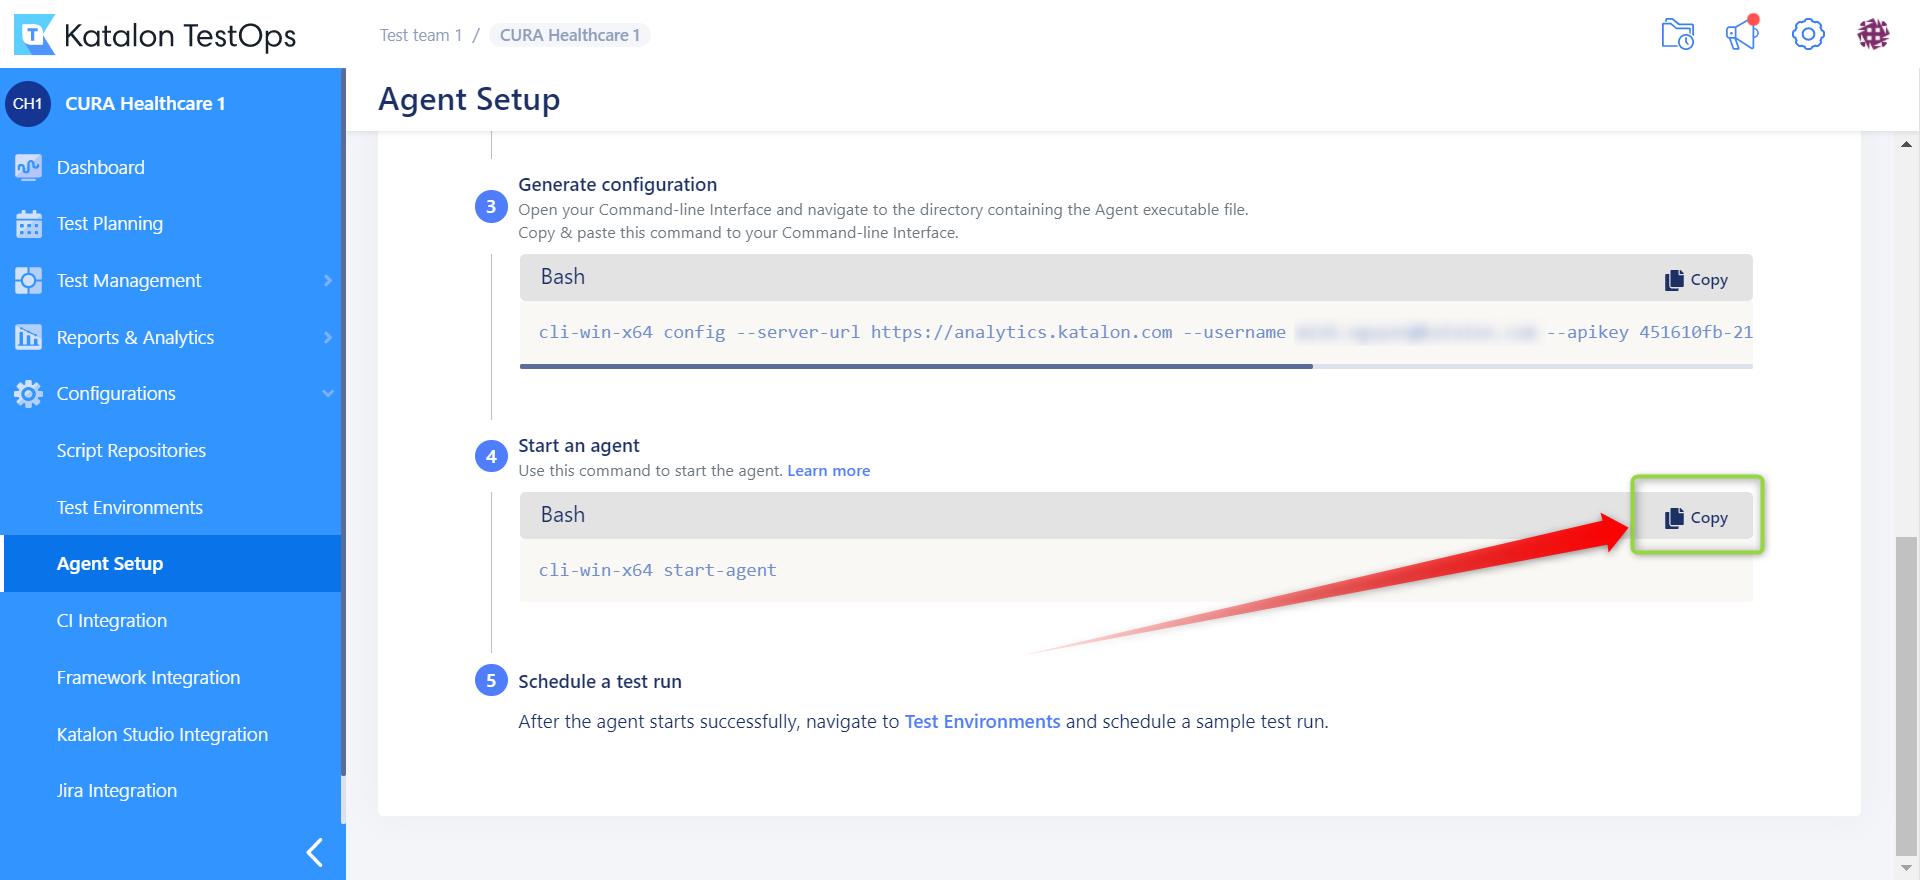 Katalon TestOps
Test team 1 / CURA Healthcare 1
CH1 CURA Healthcare 1
Dashboard
Test Planning
Test Management
Reports & Analytics
Configurations
Script Repositories
Test Environments
Agent Setup
CI Integration
Framework Integration
Katalon Studio Integration
Jira Integration
Agent Setup
3 Generate configuration
Open your Command-line Interface and navigate to the directory containing the Agent executable file.
Copy & paste this command to your Command-line Interface.
Bash Copy
cli-win-x64 config --server-url https://analytics.katalon.com --username --apikey 451610fb-21
4 Start an agent
Use this command to start the agent. Learn more
Bash Copy
cli-win-x64 start-agent
5 Schedule a test run
After the agent starts successfully, navigate to Test Environments and schedule a sample test run.